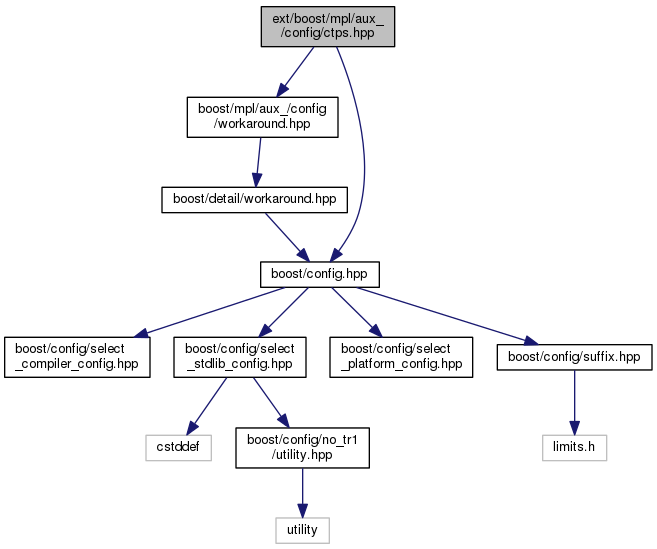 ext/boost/mpl/aux_
/config/ctps.hpp
boost/mpl/aux_/config
/workaround.hpp
boost/detail/workaround.hpp
boost/config.hpp
boost/config/select
_compiler_config.hpp
boost/config/select
_stdlib_config.hpp
boost/config/select
_platform_config.hpp
boost/config/suffix.hpp
cstddef
boost/config/no_tr1
/utility.hpp
limits.h
utility